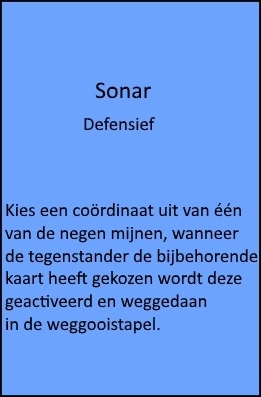 Sonar
Defensief
Kies een coördinaat uit van één
van de negen mijnen, wanneer
de tegenstander de bijbehorende
kaart heeft gekozen wordt deze
geactiveerd en weggedaan
in de weggooistapel.